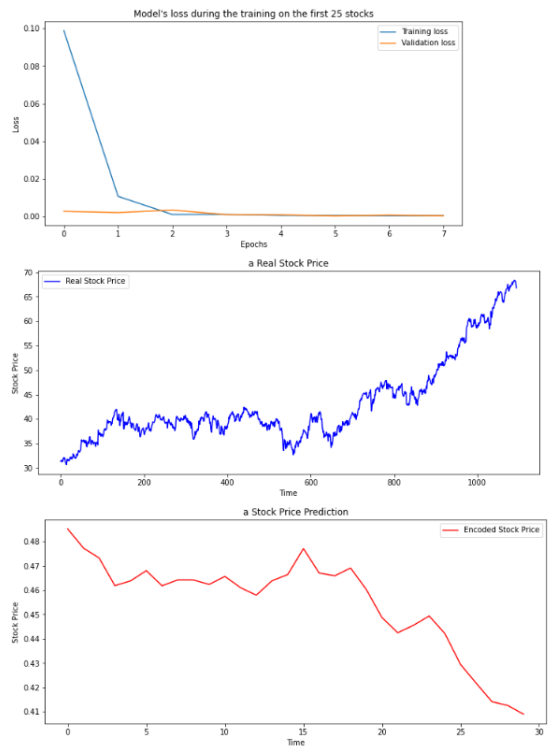 Model's loss during the training on the first 25 stocks
Training loss
Validation loss
0.10
0.08
0.06
0.04
0.02
0.00
Loss
0 1 2 3 4 5 6 7
Epochs
a Real Stock Price
Real Stock Price
70
65
60
55
50
45
40
35
30
Stock Price
0 200 400 600 800 1000
Time
a Stock Price Prediction
Encoded Stock Price
0.48
0.47
0.46
0.45
0.44
0.43
0.42
0.41
Stock Price
0 5 10 15 20 25 30
Time